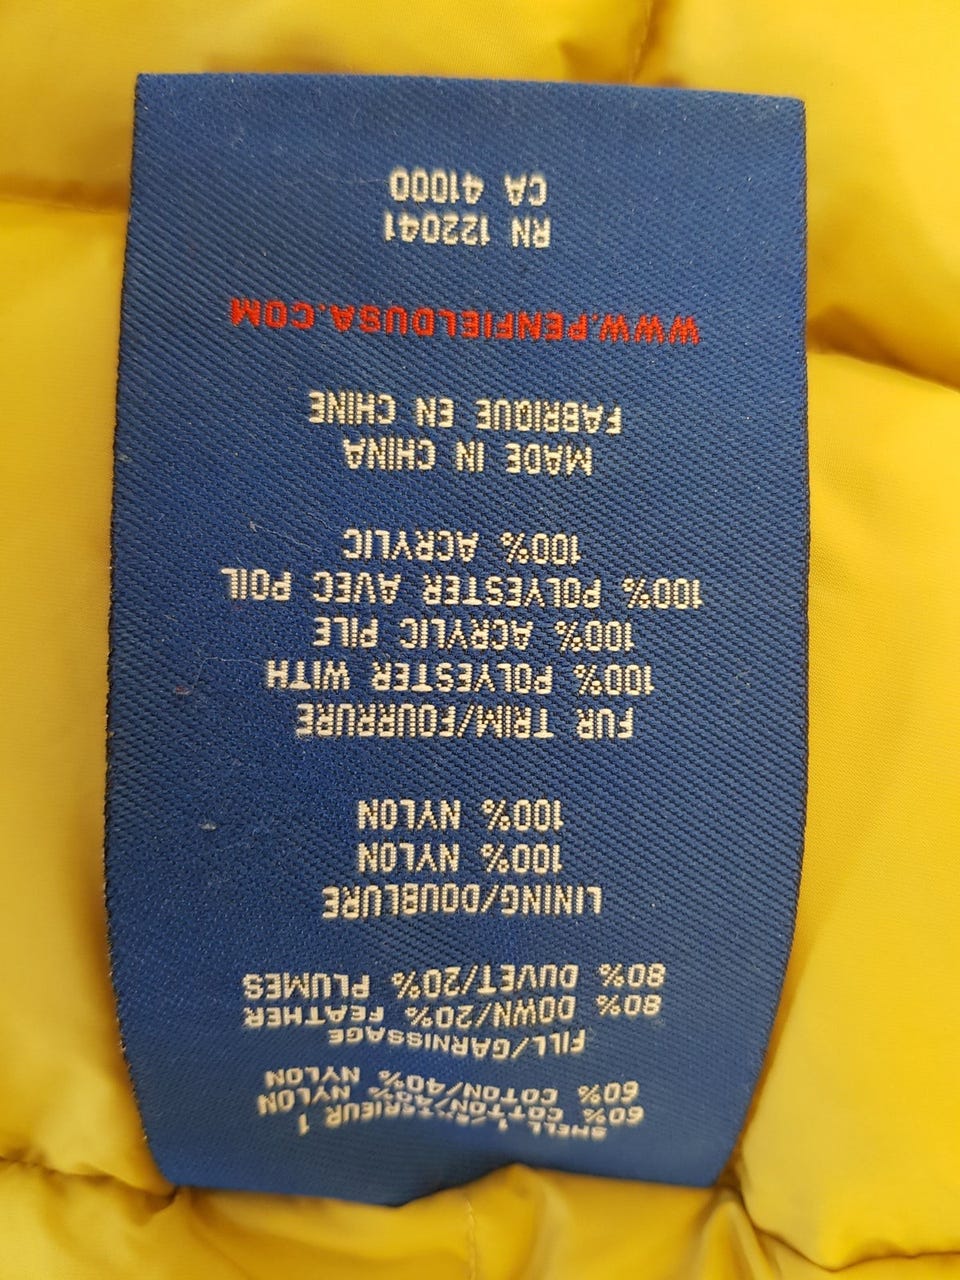 SHELL 1/EXTERIEUR 1
60% COTTON/40% NYLON
60% COTON/40% NYLON
FILL/GARNISSAGE
80% DOWN/20% FEATHER
80% DUVET/20% PLUMES
LINING/DOUBLURE
100% NYLON
100% NYLON
FUR TRIM/FOURRURE
100% POLYESTER WITH
100% ACRYLIC PILE
100% POLYESTER AVEC POIL
100% ACRYLIC
MADE IN CHINA
FABRIQUE EN CHINE
WWW.PENFIELDUSA.COM
RN 122041
CA 41000